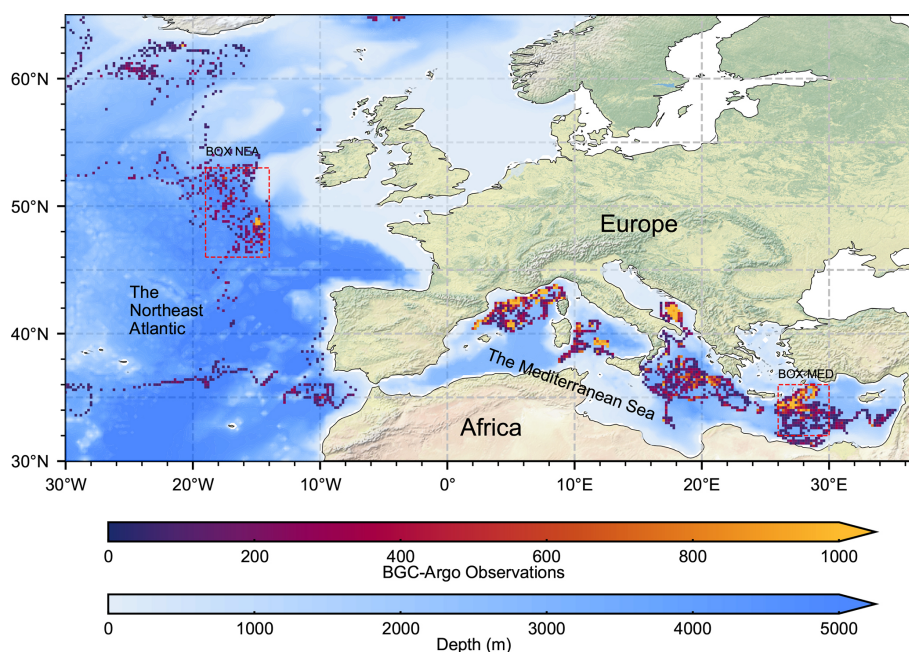 60°N
50°N
40°N
30°N
BOX NEA
Europe
The
Northeast
Atlantic
The Mediterranean Sea
BOX-MED
Africa
30°W 20°W 10°W 0° 10°E 20°E 30°E
0 200 400 600 800 1000
BGC-Argo Observations
0 1000 2000 3000 4000 5000
Depth (m)